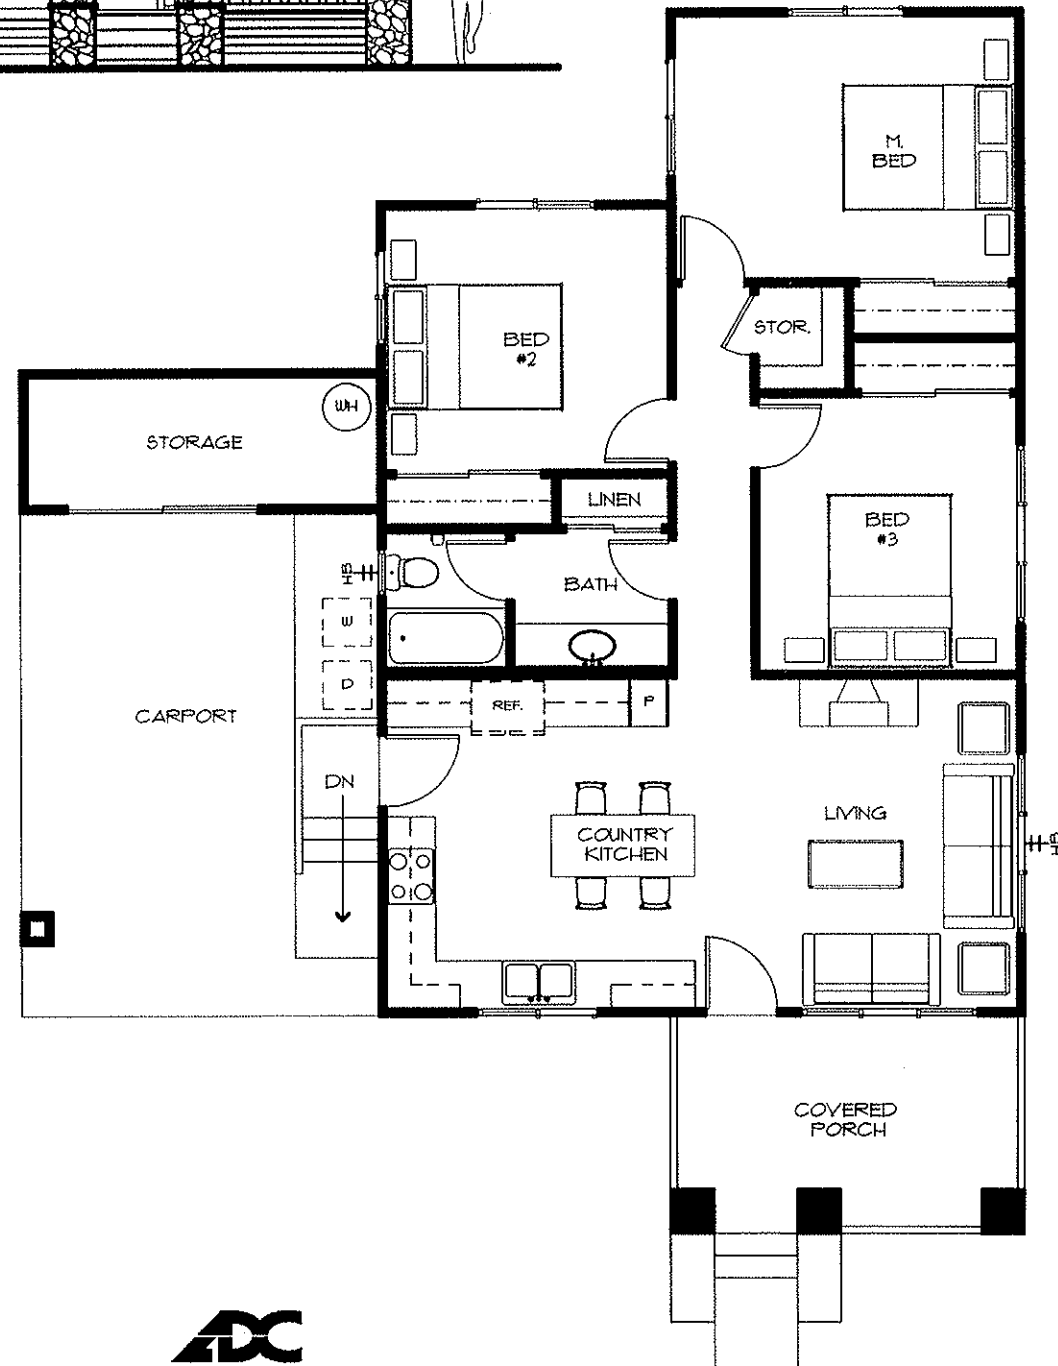 M.
BED
STOR.
BED
#2
WH
STORAGE
LINEN
BED
#3
HB
BATH
W
D
REF.
P
CARPORT
DN
LIVING
COUNTRY
KITCHEN
HB
COVERED
PORCH
ADC